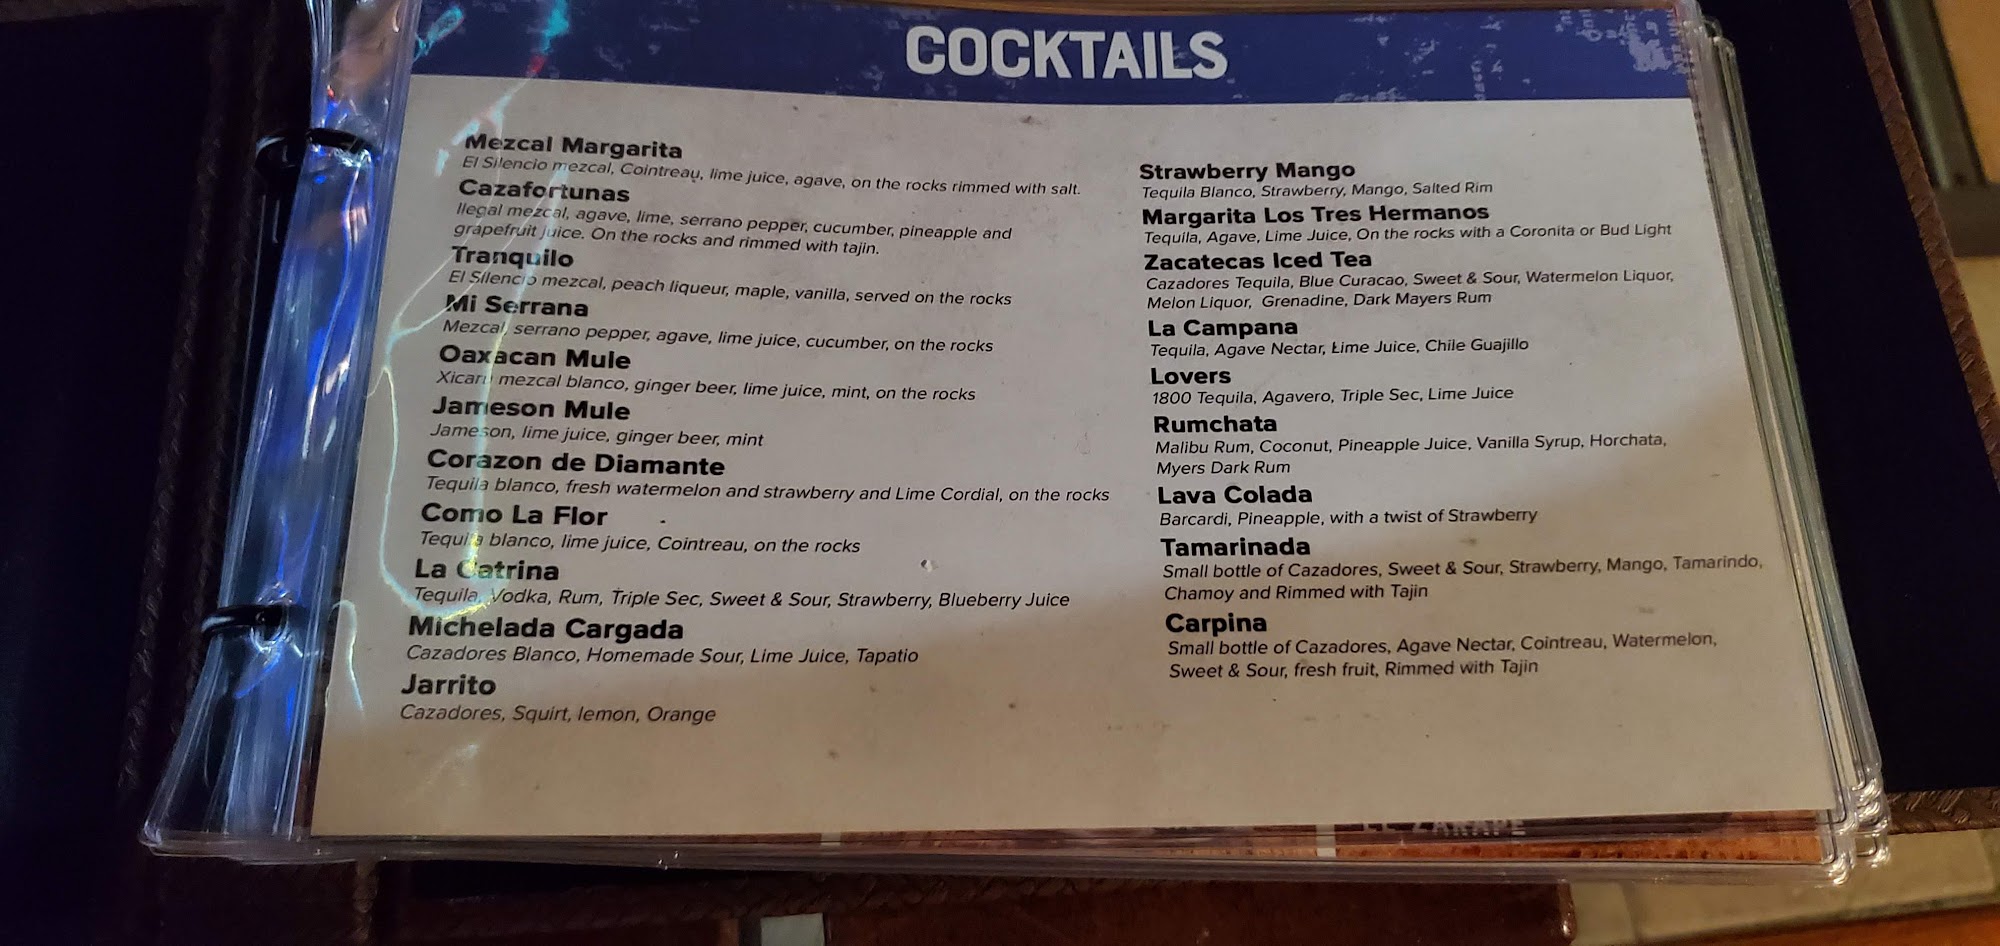 COCKTAILS
Mezcal Margarita
El Silencio mezcal, Cointreau, lime juice, agave, on the rocks rimmed with salt.
Cazafortunas
Ilegal mezcal, agave, lime, serrano pepper, cucumber, pineapple and
grapefruit juice. On the rocks and rimmed with tajin.
Tranquilo
El Silencio mezcal, peach liqueur, maple, vanilla, served on the rocks
Mi Serrana
Mezcal, serrano pepper, agave, lime juice, cucumber, on the rocks
Oaxacan Mule
Xicaru mezcal blanco, ginger beer, lime juice, mint, on the rocks
Jameson Mule
Jameson, lime juice, ginger beer, mint
Corazon de Diamante
Tequila blanco, fresh watermelon and strawberry and Lime Cordial, on the rocks
Como La Flor
Tequila blanco, lime juice, Cointreau, on the rocks
La Catrina
Tequila, Vodka, Rum, Triple Sec, Sweet & Sour, Strawberry, Blueberry Juice
Michelada Cargada
Cazadores Blanco, Homemade Sour, Lime Juice, Tapatio
Jarrito
Cazadores, Squirt, lemon, Orange
Strawberry Mango
Tequila Blanco, Strawberry, Mango, Salted Rim
Margarita Los Tres Hermanos
Tequila, Agave, Lime Juice, On the rocks with a Coronita or Bud Light
Zacatecas Iced Tea
Cazadores Tequila, Blue Curacao, Sweet & Sour, Watermelon Liquor,
Melon Liquor, Grenadine, Dark Mayers Rum
La Campana
Tequila, Agave Nectar, Lime Juice, Chile Guajillo
Lovers
1800 Tequila, Agavero, Triple Sec, Lime Juice
Rumchata
Malibu Rum, Coconut, Pineapple Juice, Vanilla Syrup, Horchata,
Myers Dark Rum
Lava Colada
Barcardi, Pineapple, with a twist of Strawberry
Tamarinada
Small bottle of Cazadores, Sweet & Sour, Strawberry, Mango, Tamarindo,
Chamoy and Rimmed with Tajin
Carpina
Small bottle of Cazadores, Agave Nectar, Cointreau, Watermelon,
Sweet & Sour, fresh fruit, Rimmed with Tajin
EL ZARAPE